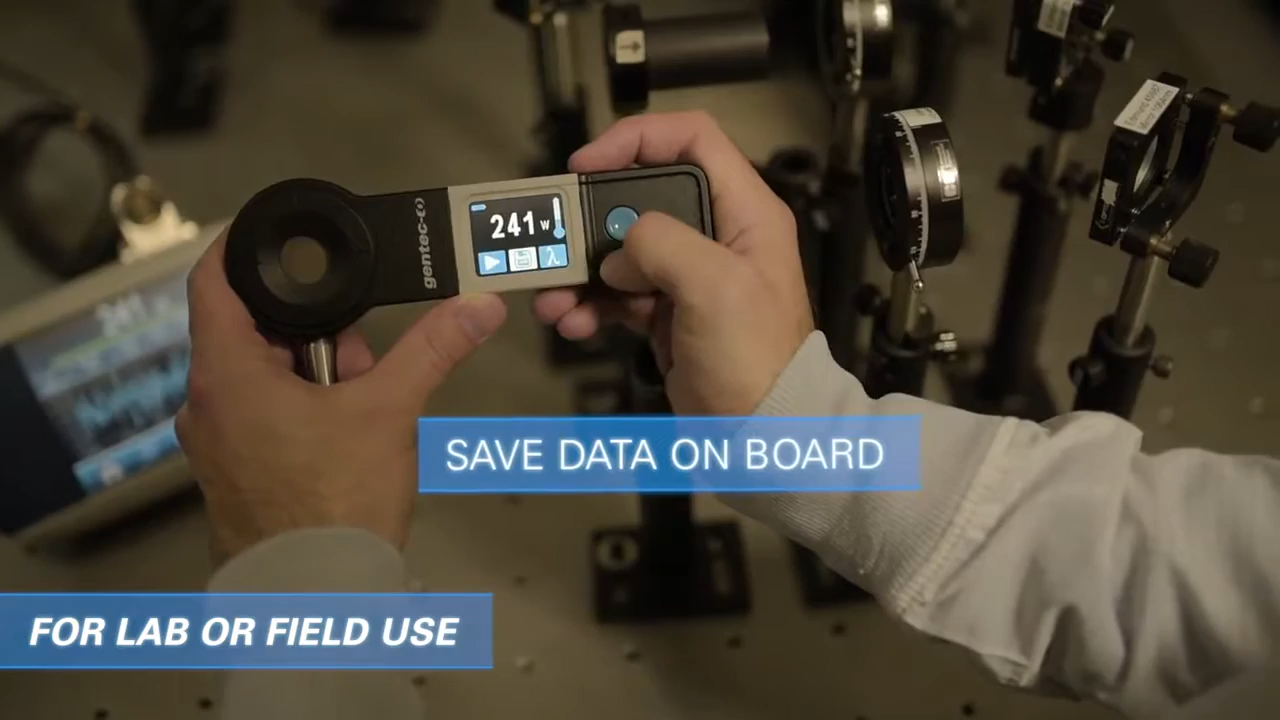 gentec-EO
241 W
λ
SAVE DATA ON BOARD
FOR LAB OR FIELD USE